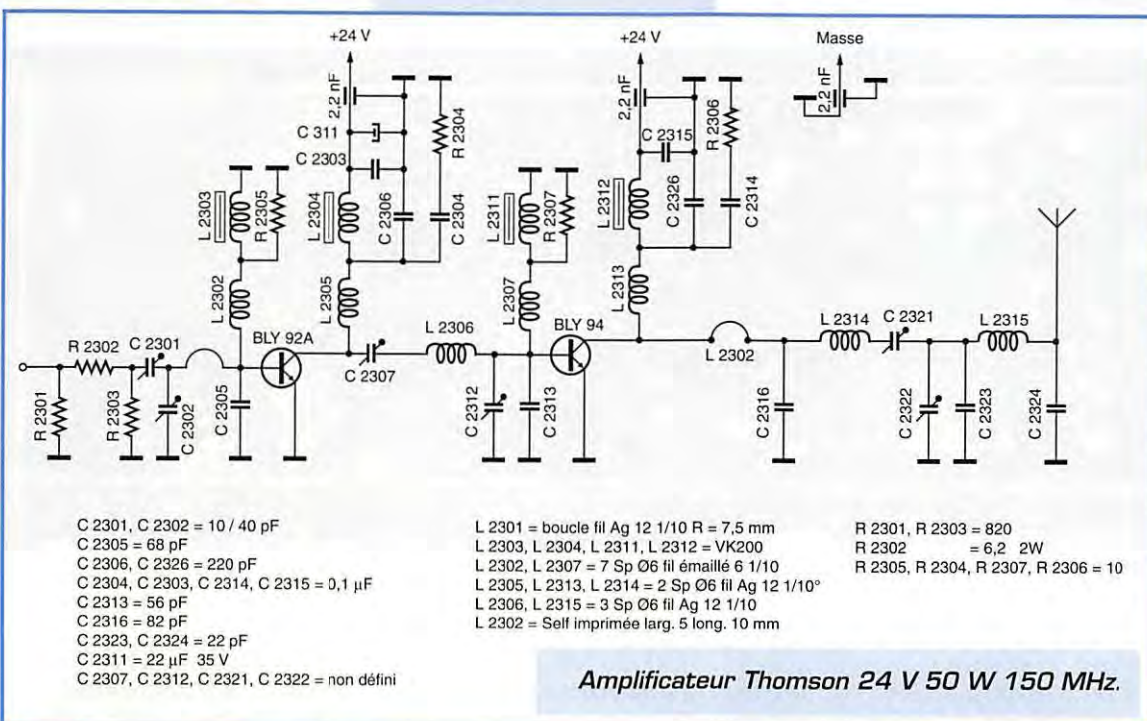 +24 V
+24 V
Masse
2,2 nF
2,2 nF
2,2 nF
C 311
C 2303
R 2304
C 2315
R 2306
L 2303
R 2305
L 2304
C 2306
C 2304
L 2311
R 2307
L 2312
C 2326
C 2314
L 2302
L 2305
L 2307
L 2313
BLY 92A
L 2306
BLY 94
L 2314
C 2321
L 2315
R 2302
C 2301
C 2307
L 2302
R 2301
R 2303
C 2302
C 2305
C 2312
C 2313
C 2316
C 2322
C 2323
C 2324
C 2301, C 2302 = 10 / 40 pF
C 2305 = 68 pF
C 2306, C 2326 = 220 pF
C 2304, C 2303, C 2314, C 2315 = 0,1 µF
C 2313 = 56 pF
C 2316 = 82 pF
C 2323, C 2324 = 22 pF
C 2311 = 22 µF 35 V
C 2307, C 2312, C 2321, C 2322 = non défini
L 2301 = boucle fil Ag 12 1/10 R = 7,5 mm
L 2303, L 2304, L 2311, L 2312 = VK200
L 2302, L 2307 = 7 Sp Ø6 fil émaillé 6 1/10
L 2305, L 2313, L 2314 = 2 Sp Ø6 fil Ag 12 1/10°
L 2306, L 2315 = 3 Sp Ø6 fil Ag 12 1/10
L 2302 = Self imprimée larg. 5 long. 10 mm
R 2301, R 2303 = 820
R 2302 = 6,2 2W
R 2305, R 2304, R 2307, R 2306 = 10
Amplificateur Thomson 24 V 50 W 150 MHz.